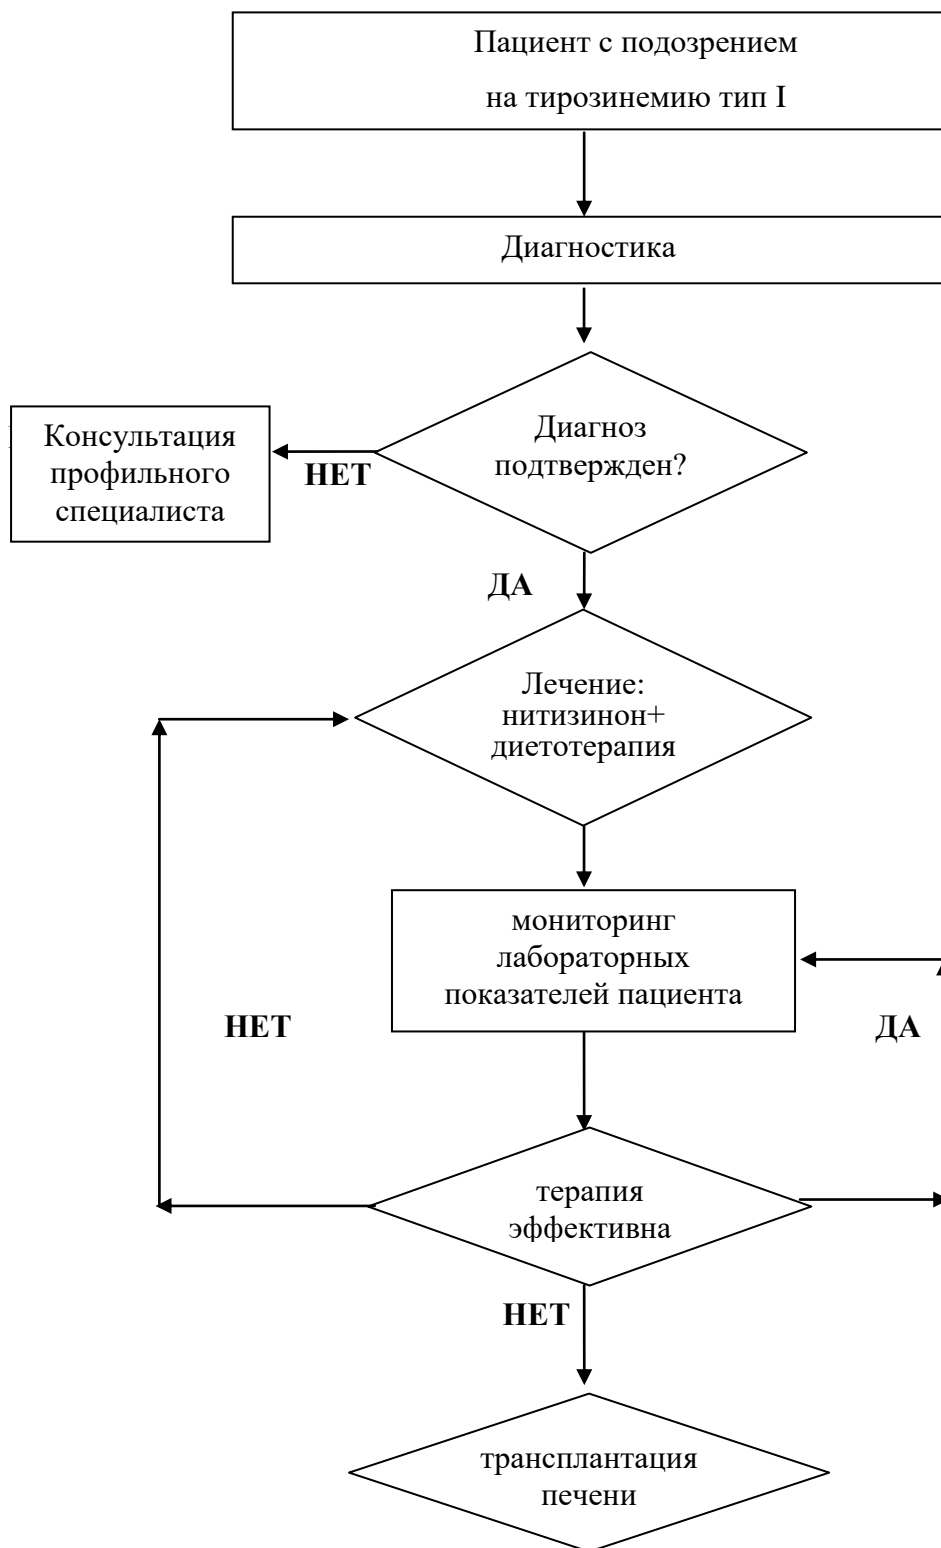 Пациент с подозрением
на тирозинемию тип I
Диагностика
Диагноз
подтвержден?
НЕТ
Консультация
профильного
специалиста
ДА
Лечение:
нитизинон+
диетотерапия
мониторинг
лабораторных
показателей пациента
НЕТ
ДА
терапия
эффективна
НЕТ
трансплантация
печени